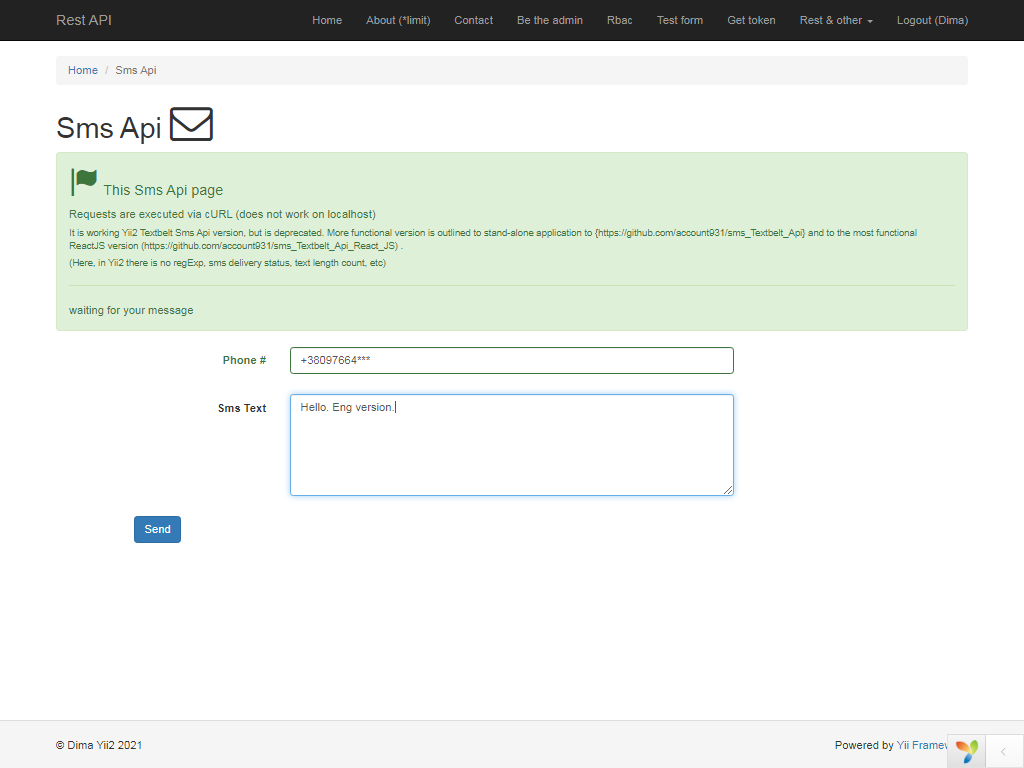 Rest API Home About (*limit) Contact Be the admin Rbac Test form Get token Rest & other Logout (Dima)
Home / Sms Api
Sms Api
This Sms Api page
Requests are executed via cURL (does not work on localhost)
It is working Yii2 Textbelt Sms Api version, but is deprecated. More functional version is outlined to stand-alone application to {https://github.com/account931/sms_Textbelt_Api} and to the most functional
ReactJS version (https://github.com/account931/sms_Textbelt_Api_React_JS) .
(Here, in Yii2 there is no regExp, sms delivery status, text length count, etc)
waiting for your message
Phone # +38097664***
Sms Text Hello. Eng version.
Send
© Dima Yii2 2021 Powered by Yii